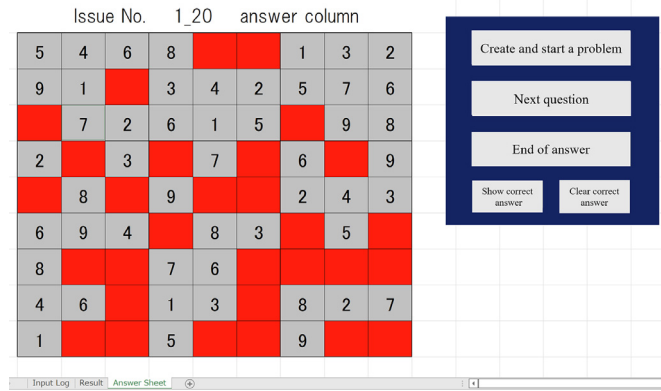 Issue No. 1_20 answer column
5 4 6 8 1 3 2
9 1 3 4 2 5 7 6
7 2 6 1 5 9 8
2 3 7 6 9
8 9 2 4 3
6 9 4 8 3 5
8 7 6
4 6 1 3 8 2 7
1 5 9
Create and start a problem
Next question
End of answer
Show correct
answer
Clear correct
answer
Input Log Result Answer Sheet